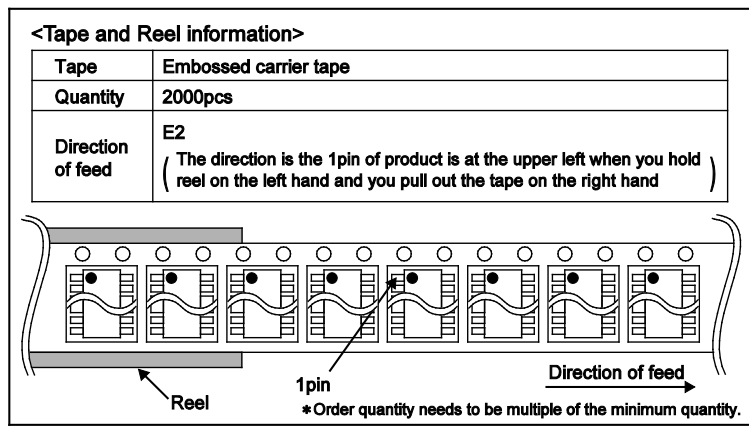 <Tape and Reel information>
Tape Embossed carrier tape
Quantity 2000pcs
Direction of feed E2
( The direction is the 1pin of product is at the upper left when you hold
reel on the left hand and you pull out the tape on the right hand )
1pin
Direction of feed
Reel
*Order quantity needs to be multiple of the minimum quantity.